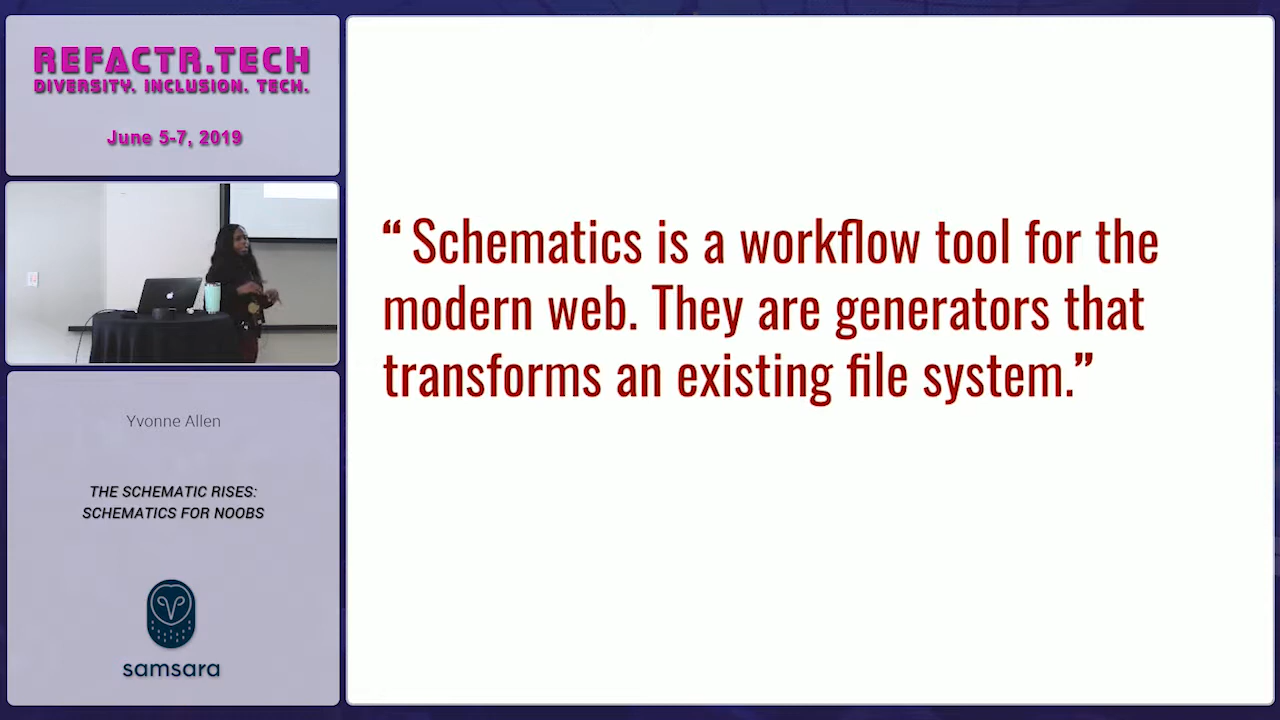 REFACTR.TECH
DIVERSITY. INCLUSION. TECH.
June 5-7, 2019
Yvonne Allen
THE SCHEMATIC RISES:
SCHEMATICS FOR NOOBS
samsara
“ Schematics is a workflow tool for the
modern web. They are generators that
transforms an existing file system.”